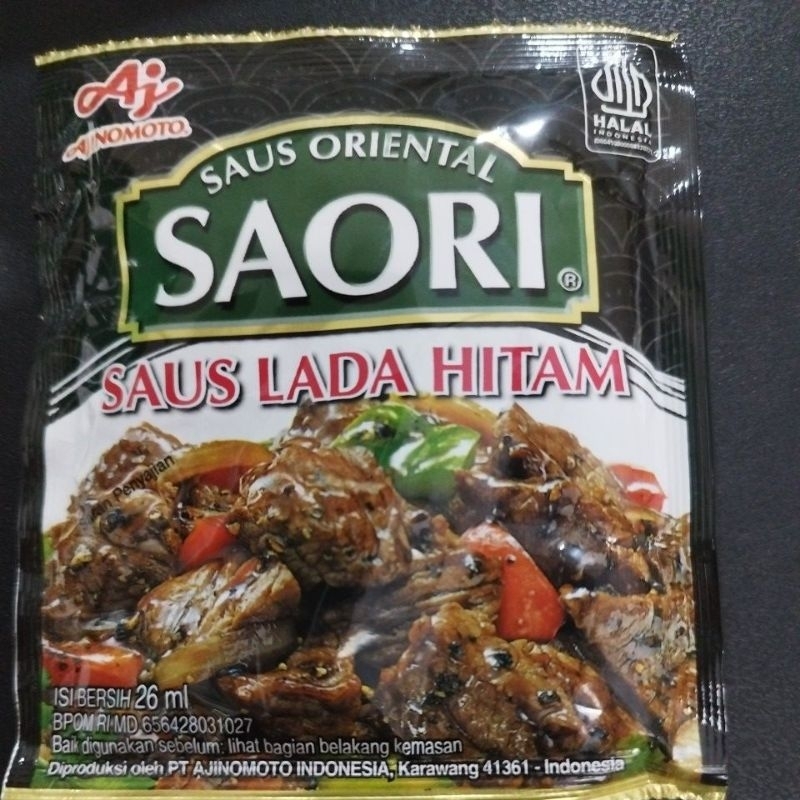 Aj
AJINOMOTO
HALAL
INDONESIA
SAUS ORIENTAL
SAORI ®
SAUS LADA HITAM
Penyajian
ISI BERSIH 26 ml
BPOM RI MD 656428031027
Baik digunakan sebelum: lihat bagian belakang kemasan
Diproduksi oleh PT AJINOMOTO INDONESIA, Karawang 41361 - Indonesia